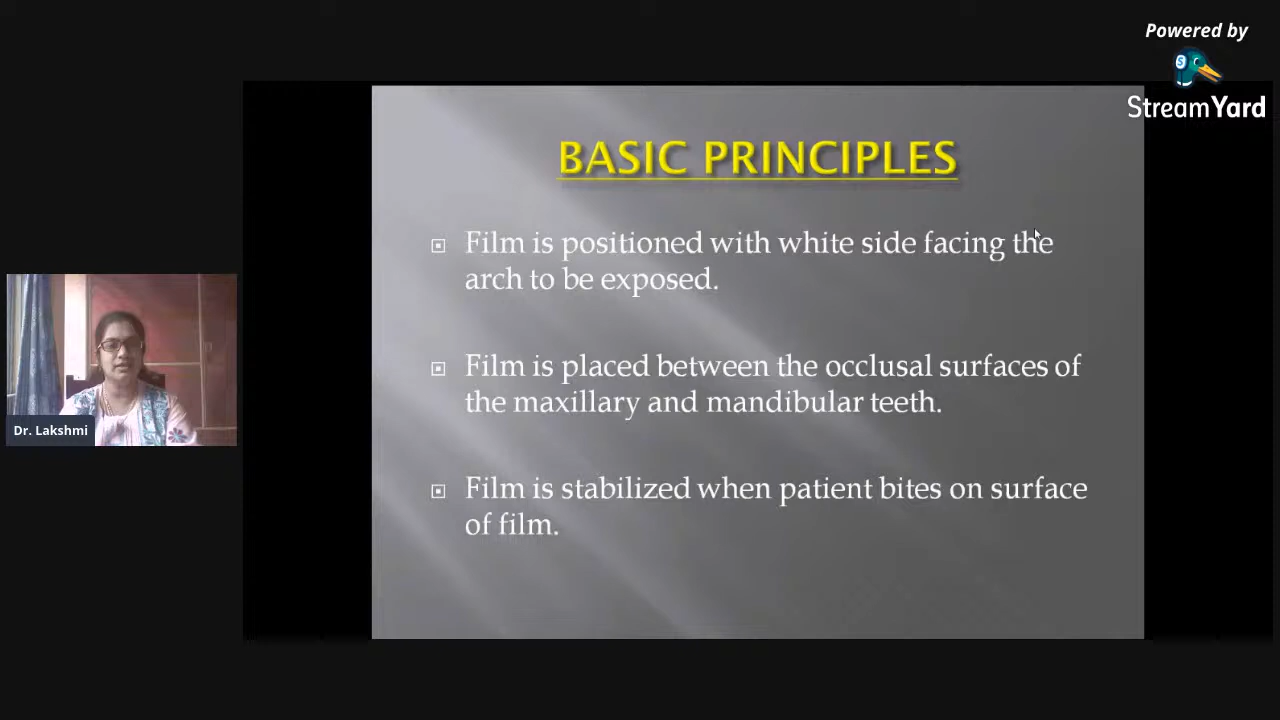 Powered by
StreamYard
BASIC PRINCIPLES
Film is positioned with white side facing the
arch to be exposed.
Film is placed between the occlusal surfaces of
the maxillary and mandibular teeth.
Film is stabilized when patient bites on surface
of film.
Dr. Lakshmi